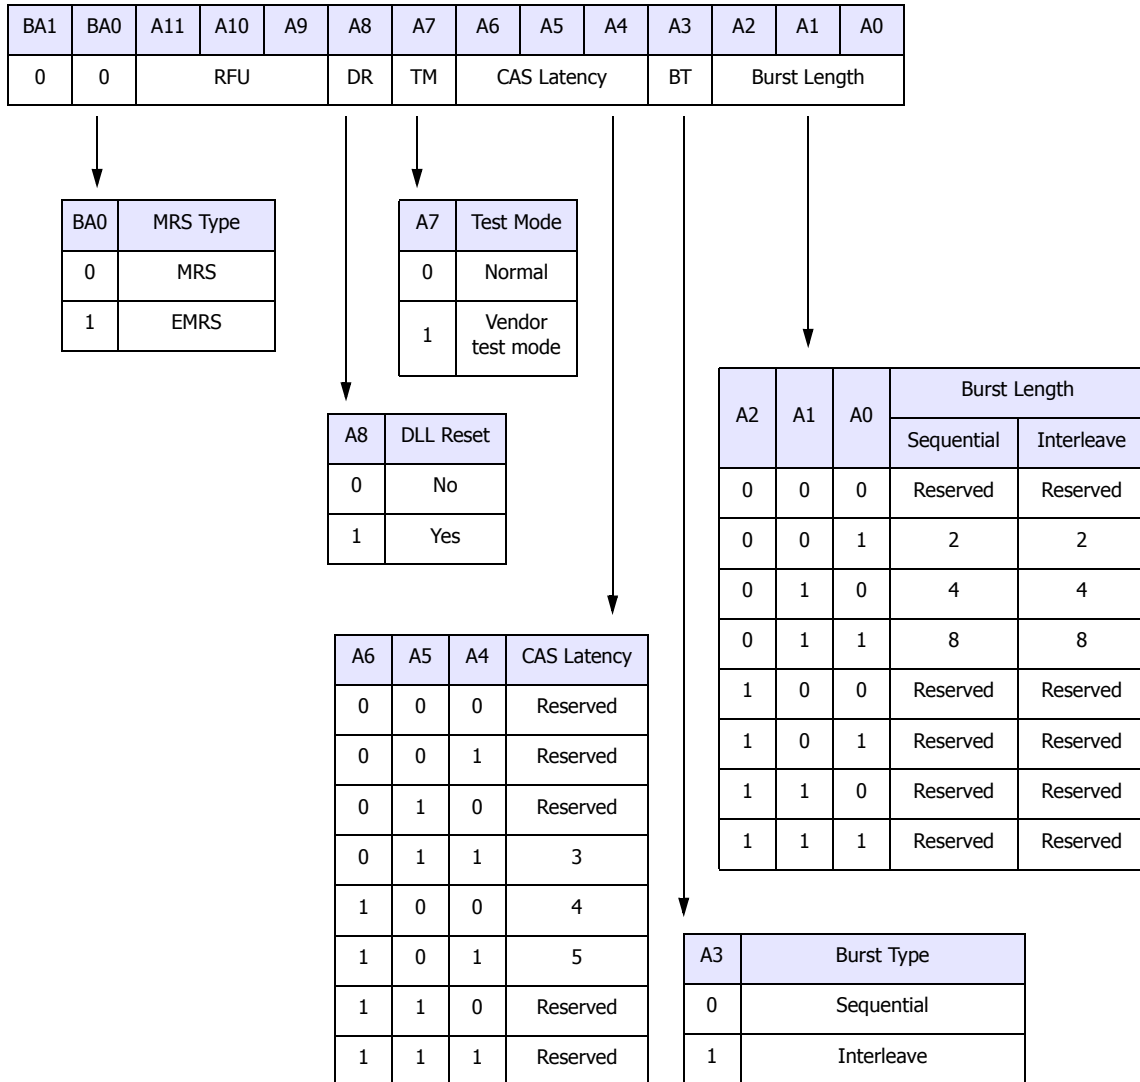 BA1 BA0 A11 A10 A9 A8 A7 A6 A5 A4 A3 A2 A1 A0
0 0 RFU DR TM CAS Latency BT Burst Length
BA0 MRS Type
0 MRS
1 EMRS
A7 Test Mode
0 Normal
1 Vendor
test mode
A8 DLL Reset
0 No
1 Yes
A2 A1 A0 Burst Length
Sequential Interleave
0 0 0 Reserved Reserved
0 0 1 2 2
0 1 0 4 4
0 1 1 8 8
1 0 0 Reserved Reserved
1 0 1 Reserved Reserved
1 1 0 Reserved Reserved
1 1 1 Reserved Reserved
A6 A5 A4 CAS Latency
0 0 0 Reserved
0 0 1 Reserved
0 1 0 Reserved
0 1 1 3
1 0 0 4
1 0 1 5
1 1 0 Reserved
1 1 1 Reserved
A3 Burst Type
0 Sequential
1 Interleave